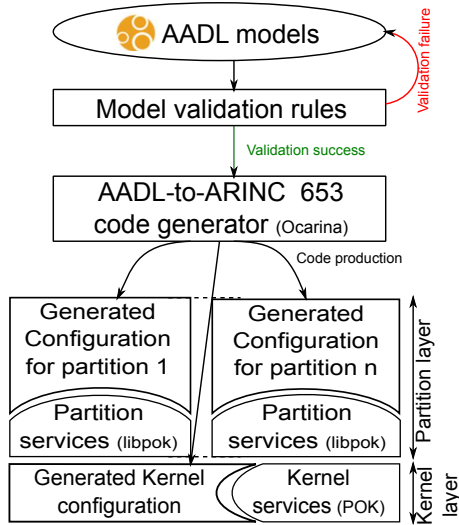 AADL models
Validation failure
Model validation rules
Validation success
AADL-to-ARINC 653
code generator (Ocarina)
Code production
Generated
Configuration
for partition 1
Partition
services (libpok)
Generated
Configuration
for partition n
Partition
services (libpok)
Partition layer
Generated Kernel
configuration
Kernel
services (POK)
Kernel
layer